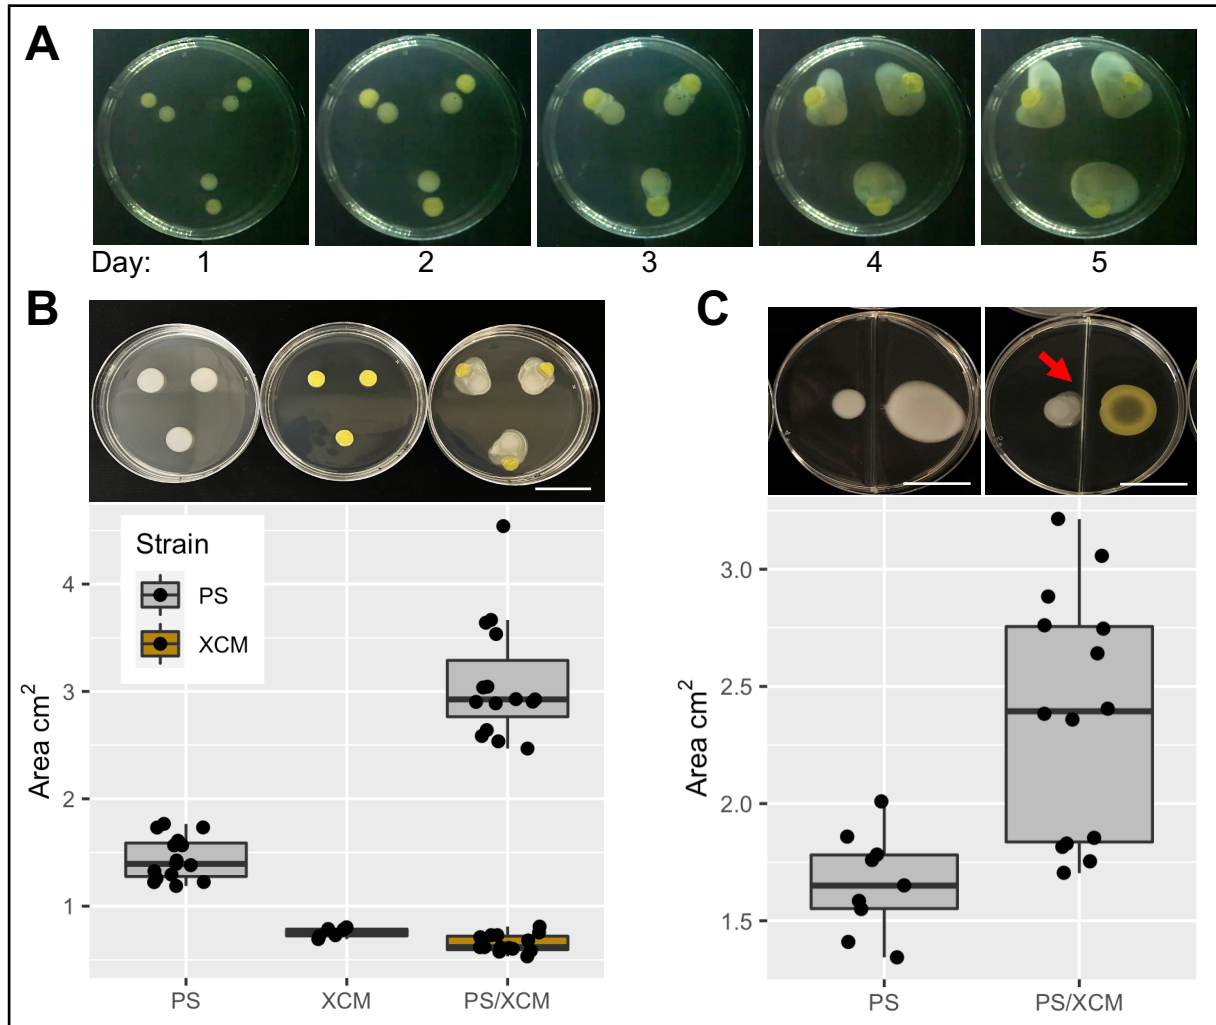 A
Day: 1 2 3 4 5
B
C
Strain
PS
XCM
Area cm²
4
3
2
1
PS XCM PS/XCM
Area cm²
3.0
2.5
2.0
1.5
PS PS/XCM